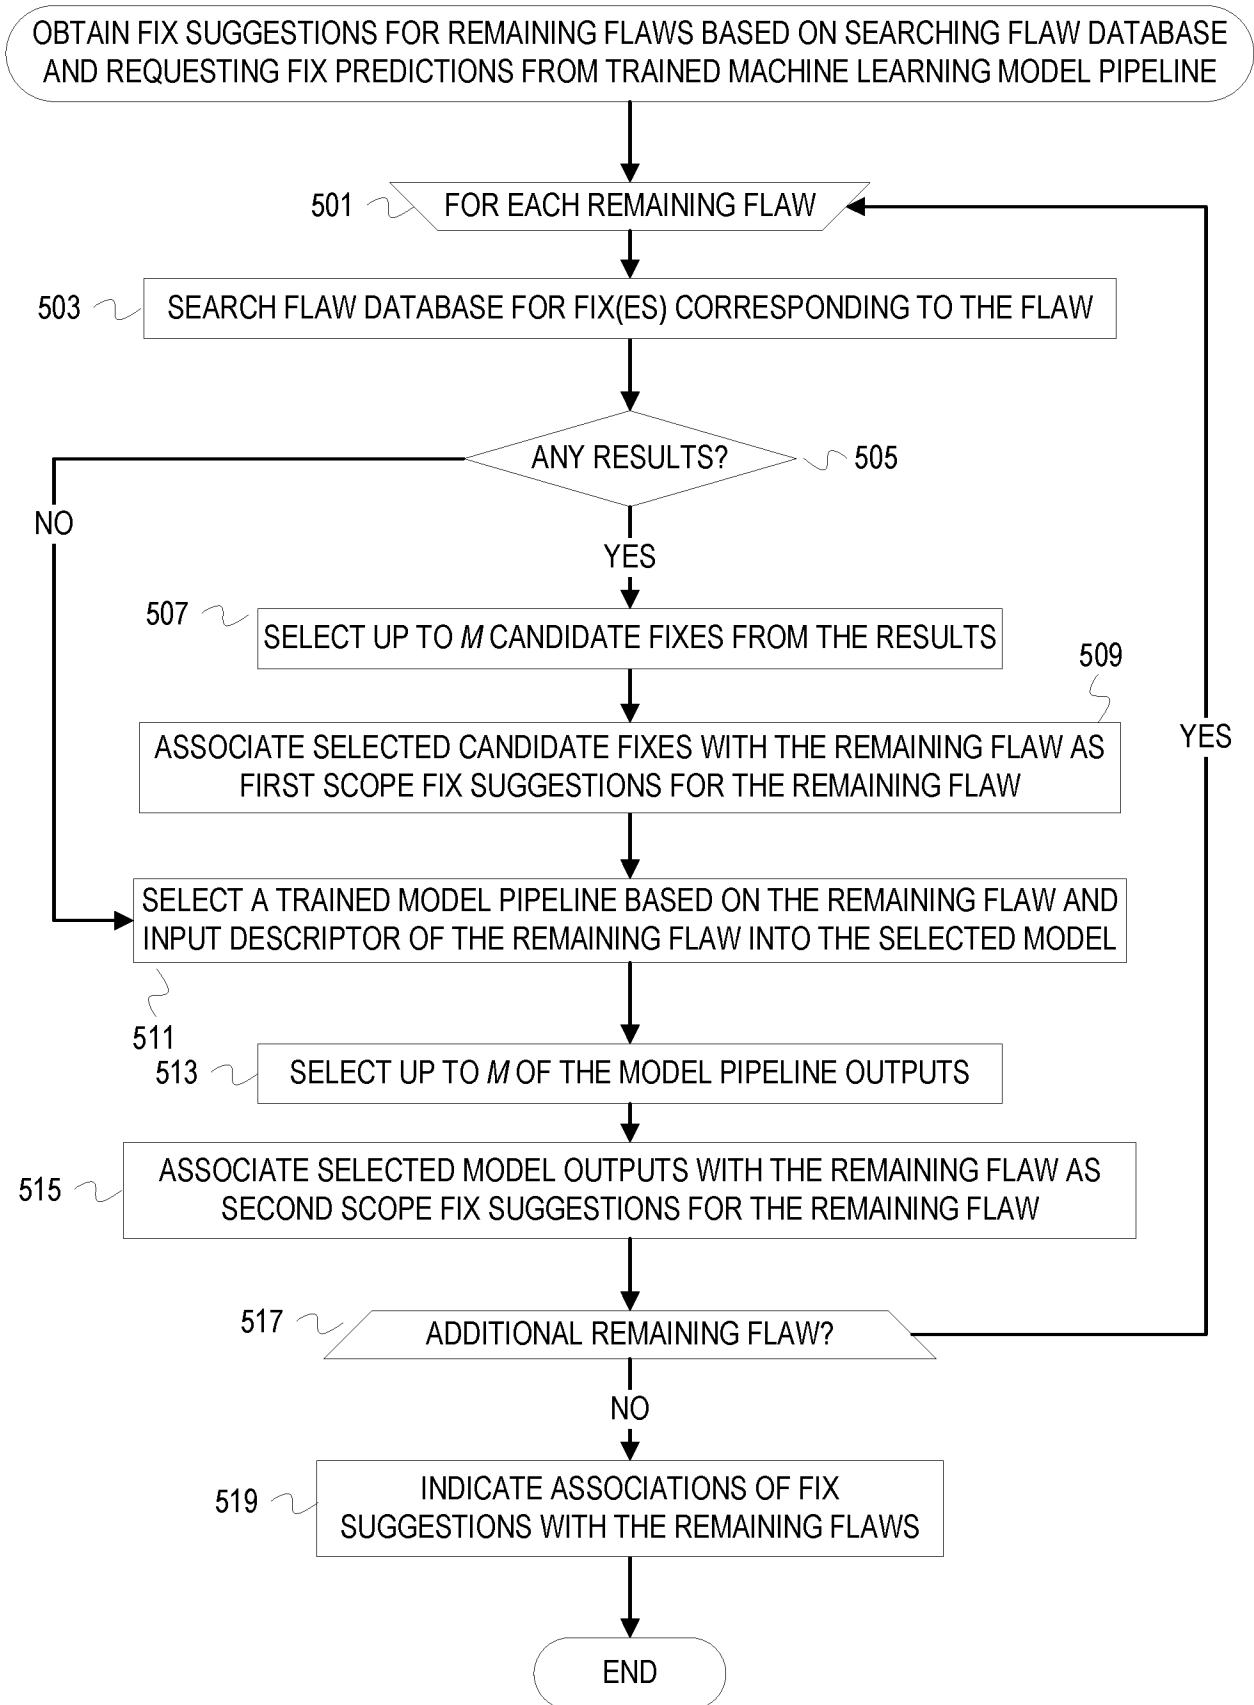 OBTAIN FIX SUGGESTIONS FOR REMAINING FLAWS BASED ON SEARCHING FLAW DATABASE
AND REQUESTING FIX PREDICTIONS FROM TRAINED MACHINE LEARNING MODEL PIPELINE
501
FOR EACH REMAINING FLAW
503
SEARCH FLAW DATABASE FOR FIX(ES) CORRESPONDING TO THE FLAW
ANY RESULTS?
505
NO
YES
507
SELECT UP TO M CANDIDATE FIXES FROM THE RESULTS
509
ASSOCIATE SELECTED CANDIDATE FIXES WITH THE REMAINING FLAW AS
FIRST SCOPE FIX SUGGESTIONS FOR THE REMAINING FLAW
YES
SELECT A TRAINED MODEL PIPELINE BASED ON THE REMAINING FLAW AND
INPUT DESCRIPTOR OF THE REMAINING FLAW INTO THE SELECTED MODEL
511
513
SELECT UP TO M OF THE MODEL PIPELINE OUTPUTS
515
ASSOCIATE SELECTED MODEL OUTPUTS WITH THE REMAINING FLAW AS
SECOND SCOPE FIX SUGGESTIONS FOR THE REMAINING FLAW
517
ADDITIONAL REMAINING FLAW?
NO
519
INDICATE ASSOCIATIONS OF FIX
SUGGESTIONS WITH THE REMAINING FLAWS
END